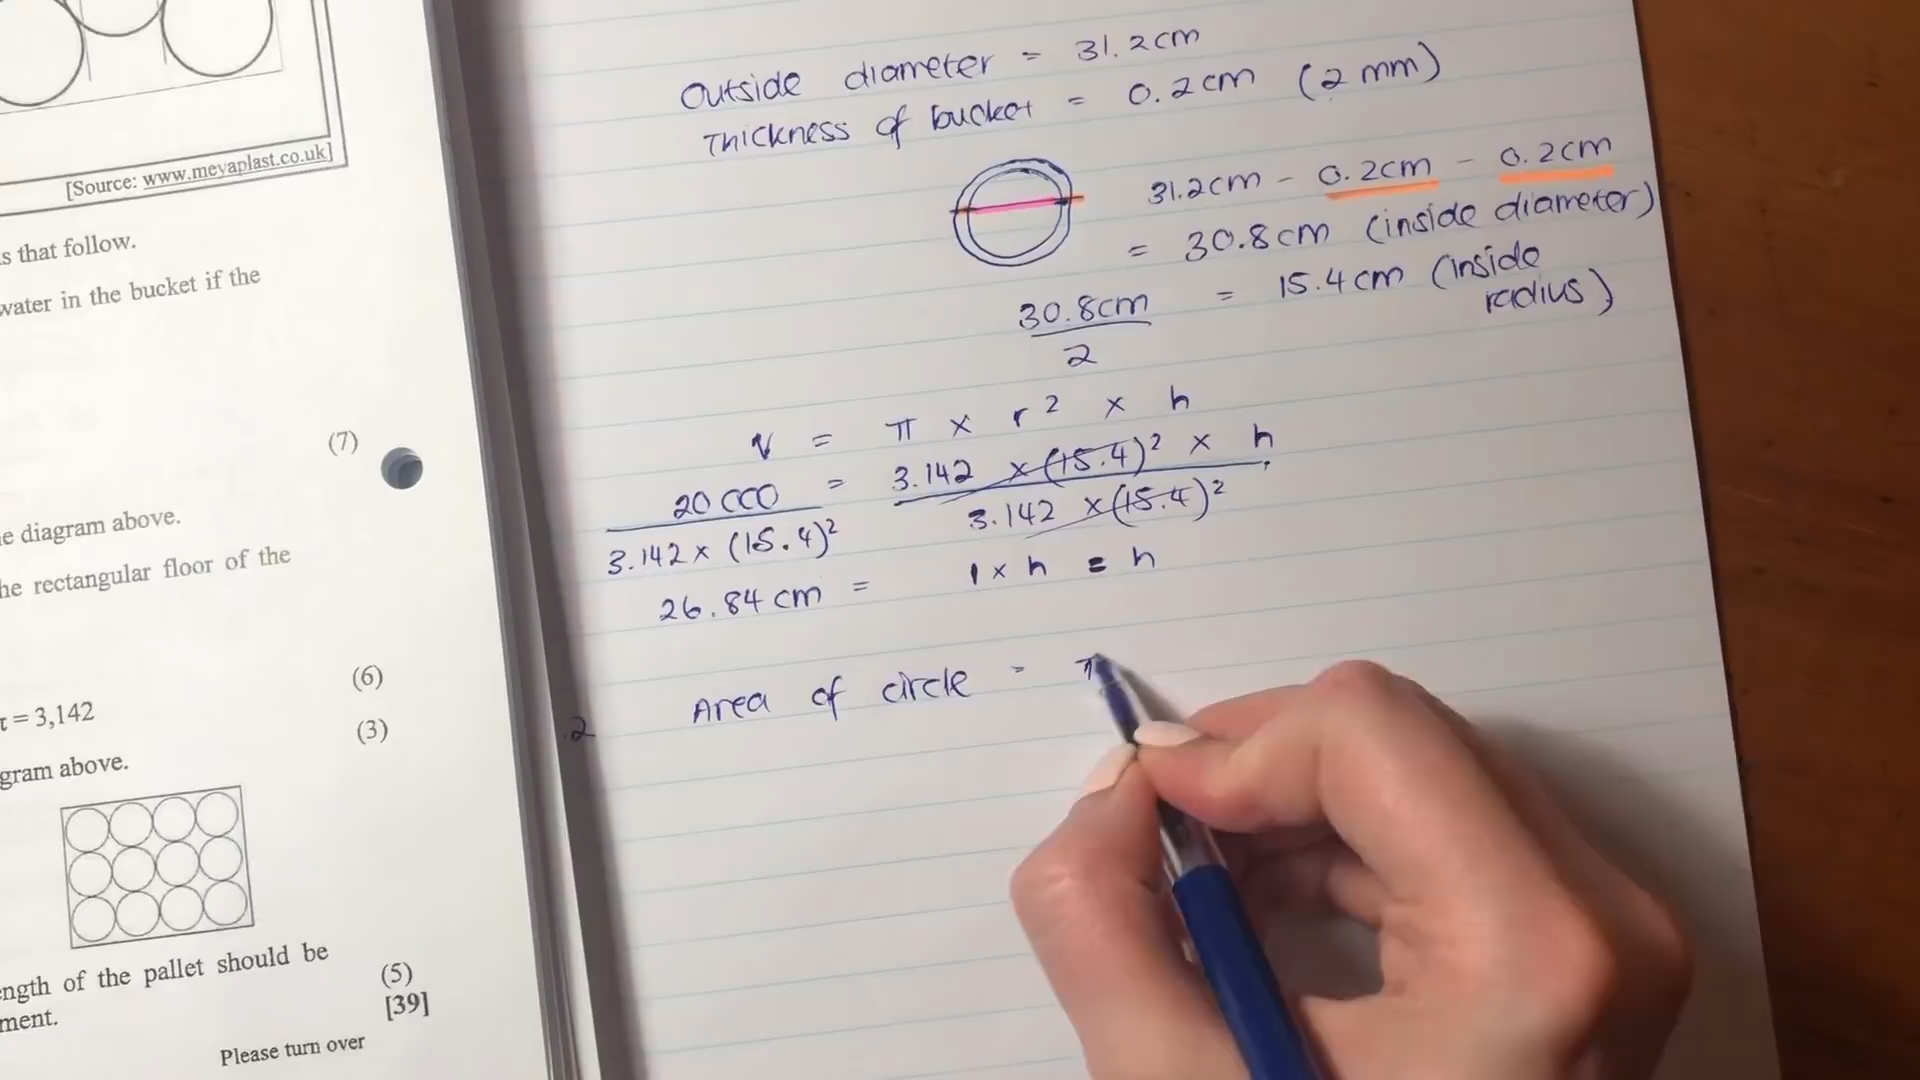 [Source: www.meyaplast.co.uk]
s that follow.
water in the bucket if the
(7)
e diagram above.
he rectangular floor of the
(6)
= 3,142
(3)
gram above.
ength of the pallet should be
(5)
ment.
[39]
Please turn over
Outside diameter = 31.2cm
Thickness of bucket = 0.2cm (2mm)
31.2cm - 0.2cm - 0.2cm
= 30.8cm (inside diameter)
30.8cm = 15.4cm (inside
radius)
2
v = π × r² × h
20 000 = 3.142 × (15.4)² × h
3.142 × (15.4)² 3.142 × (15.4)²
26.84cm = 1 × h = h
.2 Area of circle = π